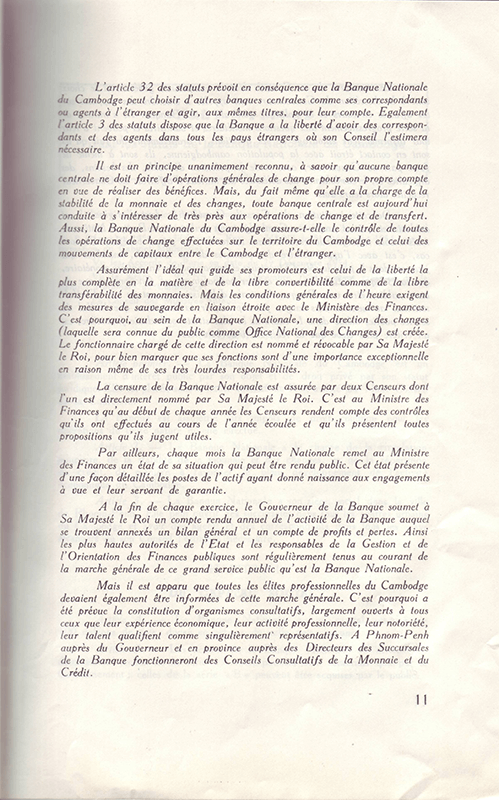 L'article 32 des statuts prévoit en conséquence que la Banque Nationale
du Cambodge peut choisir d'autres banques centrales comme ses correspondants
ou agents à l'étranger et agir, aux mêmes titres, pour leur compte. Egalement
l'article 3 des statuts dispose que la Banque a la liberté d'avoir des correspon-
dants et des agents dans tous les pays étrangers où son Conseil l'estimera
nécessaire.
Il est un principe unanimement reconnu, à savoir qu'aucune banque
centrale ne doit faire d'opérations générales de change pour son propre compte
en vue de réaliser des bénéfices. Mais, du fait même qu'elle a la charge de la
stabilité de la monnaie et des changes, toute banque centrale est aujourd'hui
conduite à s'intéresser de très près aux opérations de change et de transfert.
Aussi, la Banque Nationale du Cambodge assure-t-elle le contrôle de toutes
les opérations de change effectuées sur le territoire du Cambodge et celui des
mouvements de capitaux entre le Cambodge et l'étranger.
Assurément l'idéal qui guide ses promoteurs est celui de la liberté la
plus complète en la matière et de la libre convertibilité comme de la libre
transférabilité des monnaies. Mais les conditions générales de l'heure exigent
des mesures de sauvegarde en liaison étroite avec le Ministère des Finances.
C'est pourquoi, au sein de la Banque Nationale, une direction des changes
(laquelle sera connue du public comme Office National des Changes) est créée.
Le fonctionnaire chargé de cette direction est nommé et révocable par Sa Majesté
le Roi, pour bien marquer que ses fonctions sont d'une importance exceptionnelle
en raison même de ses très lourdes responsabilités.
La censure de la Banque Nationale est assurée par deux Censeurs dont
l'un est directement nommé par Sa Majesté le Roi. C'est au Ministre des
Finances qu'au début de chaque année les Censeurs rendent compte des contrôles
qu'ils ont effectués au cours de l'année écoulée et qu'ils présentent toutes
propositions qu'ils jugent utiles.
Par ailleurs, chaque mois la Banque Nationale remet au Ministre
des Finances un état de sa situation qui peut être rendu public. Cet état présente
d'une façon détaillée les postes de l'actif ayant donné naissance aux engagements
à vue et leur servant de garantie.
A la fin de chaque exercice, le Gouverneur de la Banque soumet à
Sa Majesté le Roi un compte rendu annuel de l'activité de la Banque auquel
se trouvent annexés un bilan général et un compte de profits et pertes. Ainsi
les plus hautes autorités de l'Etat et les responsables de la Gestion et de
l'Orientation des Finances publiques sont régulièrement tenus au courant de
la marche générale de ce grand service public qu'est la Banque Nationale.
Mais il est apparu que toutes les élites professionnelles du Cambodge
devaient également être informées de cette marche générale. C'est pourquoi a
été prévue la constitution d'organismes consultatifs, largement ouverts à tous
ceux que leur expérience économique, leur activité professionnelle, leur notoriété,
leur talent qualifient comme singulièrement représentatifs. A Phnom-Penh
auprès du Gouverneur et en province auprès des Directeurs des Succursales
de la Banque fonctionneront des Conseils Consultatifs de la Monnaie et du
Crédit.
11